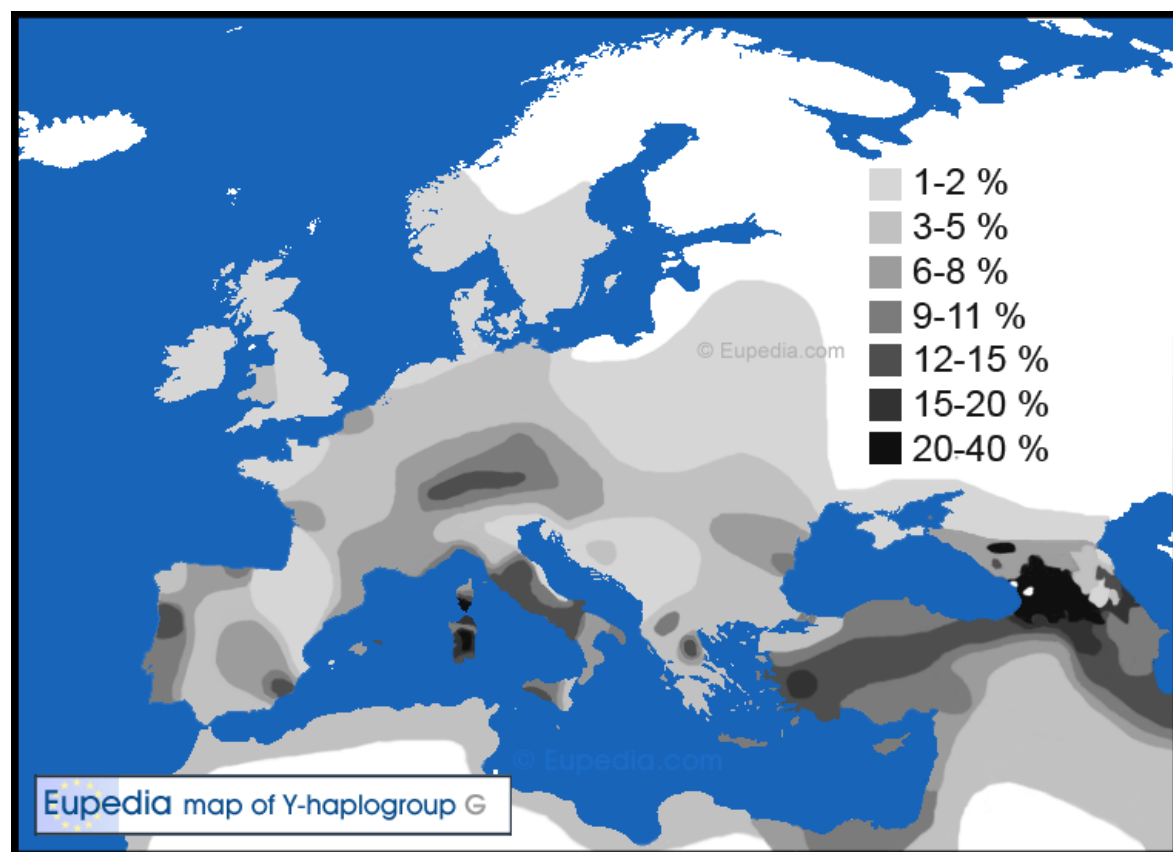 1-2 %
3-5 %
6-8 %
9-11 %
12-15 %
15-20 %
20-40 %
© Eupedia.com
© Eupedia.com
Eupedia map of Y-haplogroup G